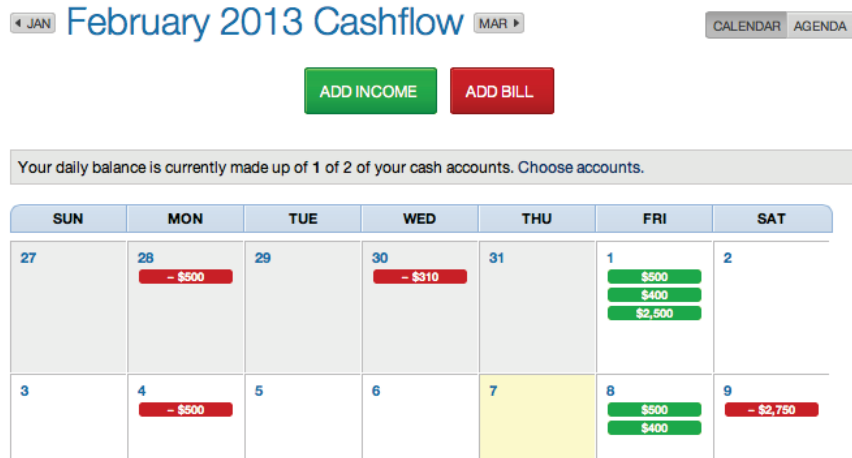 JAN February 2013 Cashflow MAR
CALENDAR AGENDA
ADD INCOME ADD BILL
Your daily balance is currently made up of 1 of 2 of your cash accounts. Choose accounts.
SUN MON TUE WED THU FRI SAT
27 28 29 30 31 1 2
– $500 – $310 $500
$400
$2,500
3 4 5 6 7 8 9
– $500 $500 – $2,750
$400